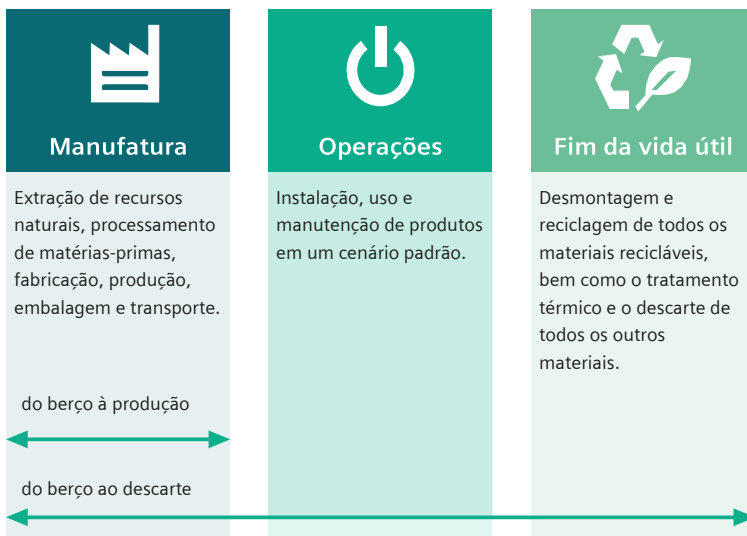 Manufatura
Extração de recursos
naturais, processamento
de matérias-primas,
fabricação, produção,
embalagem e transporte.
Operações
Instalação, uso e
manutenção de produtos
em um cenário padrão.
Fim da vida útil
Desmontagem e
reciclagem de todos os
materiais recicláveis,
bem como o tratamento
térmico e o descarte de
todos os outros
materiais.
do berço à produção
do berço ao descarte